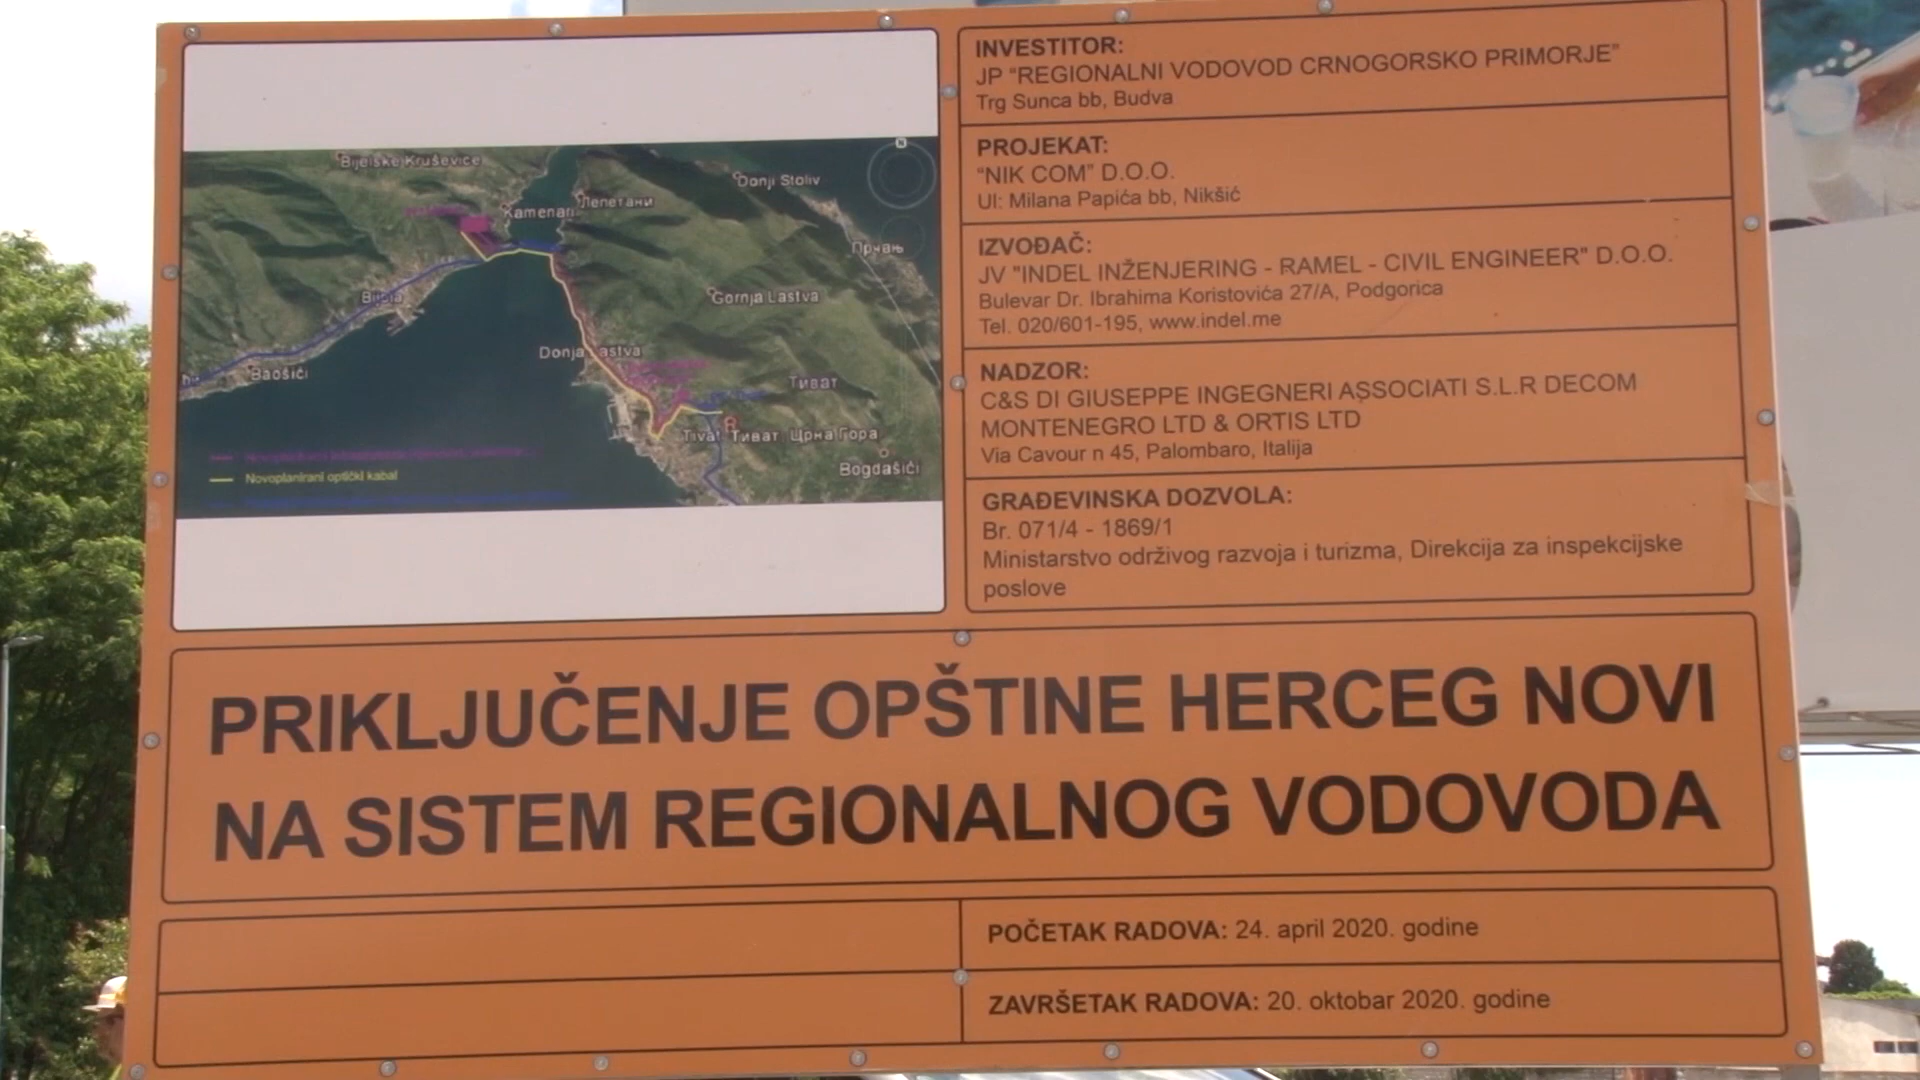 Bijelske Kruševice
Donji Stoliv
Kamenari
Лепетани
Прчањ
Bijela
Gornja Lastva
Donja Lastva
Baošići
Тиват
Tivat Тиват Црна Гора
Bogdašići
Novoplanirani optički kabal
INVESTITOR:
JP “REGIONALNI VODOVOD CRNOGORSKO PRIMORJE”
Trg Sunca bb, Budva
PROJEKAT:
“NIK COM” D.O.O.
Ul: Milana Papića bb, Nikšić
IZVOĐAČ:
JV "INDEL INŽENJERING - RAMEL - CIVIL ENGINEER" D.O.O.
Bulevar Dr. Ibrahima Koristovića 27/A, Podgorica
Tel. 020/601-195, www.indel.me
NADZOR:
C&S DI GIUSEPPE INGEGNERI ASSOCIATI S.L.R DECOM
MONTENEGRO LTD & ORTIS LTD
Via Cavour n 45, Palombaro, Italija
GRAĐEVINSKA DOZVOLA:
Br. 071/4 - 1869/1
Ministarstvo održivog razvoja i turizma, Direkcija za inspekcijske
poslove
PRIKLJUČENJE OPŠTINE HERCEG NOVI
NA SISTEM REGIONALNOG VODOVODA
POČETAK RADOVA: 24. april 2020. godine
ZAVRŠETAK RADOVA: 20. oktobar 2020. godine